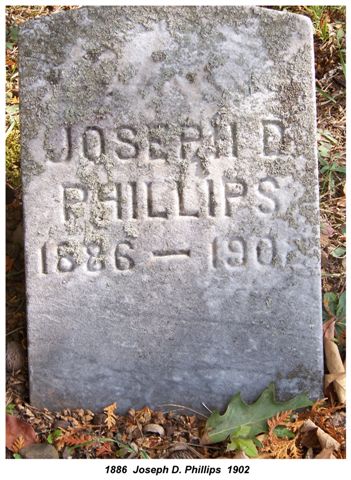 JOSEPH D.
PHILLIPS
1886 — 190
1886 Joseph D. Phillips 1902